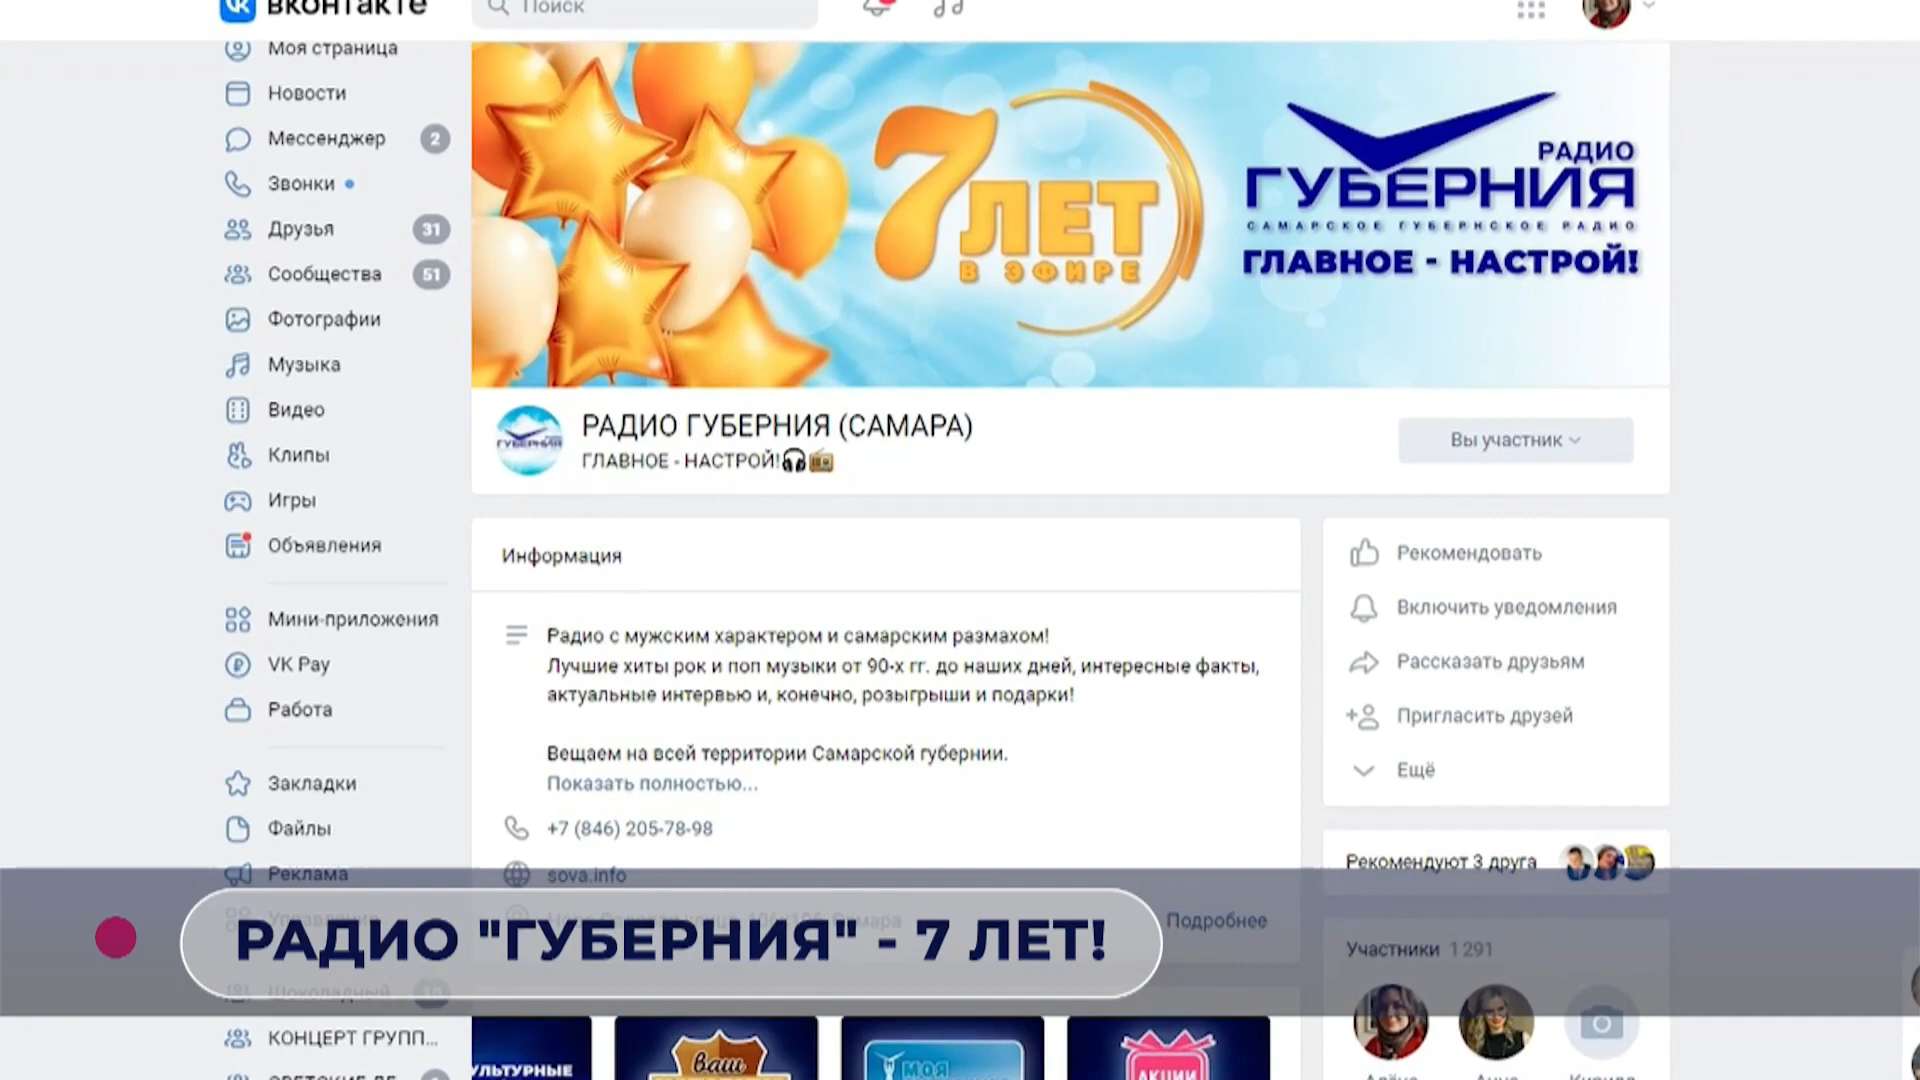 вконтакте
Поиск
Моя страница
Новости
Мессенджер 2
Звонки
Друзья 31
Сообщества 51
Фотографии
Музыка
Видео
Клипы
Игры
Объявления
Мини-приложения
VK Pay
Работа
Закладки
Файлы
Реклама
КОНЦЕРТ ГРУПП...
7 ЛЕТ
В ЭФИРЕ
РАДИО
ГУБЕРНИЯ
САМАРСКОЕ ГУБЕРНСКОЕ РАДИО
ГЛАВНОЕ - НАСТРОЙ!
ГУБЕРНИЯ
РАДИО ГУБЕРНИЯ (САМАРА)
ГЛАВНОЕ - НАСТРОЙ!
Вы участник
Информация
Радио с мужским характером и самарским размахом!
Лучшие хиты рок и поп музыки от 90-х гг. до наших дней, интересные факты,
актуальные интервью и, конечно, розыгрыши и подарки!
Вещаем на всей территории Самарской губернии.
Показать полностью...
+7 (846) 205-78-98
sova.info
Подробнее
Рекомендовать
Включить уведомления
Рассказать друзьям
Пригласить друзей
Ещё
Рекомендуют 3 друга
Участники 1 291
РАДИО "ГУБЕРНИЯ" - 7 ЛЕТ!
ваш
МОЯ
АКЦИИ